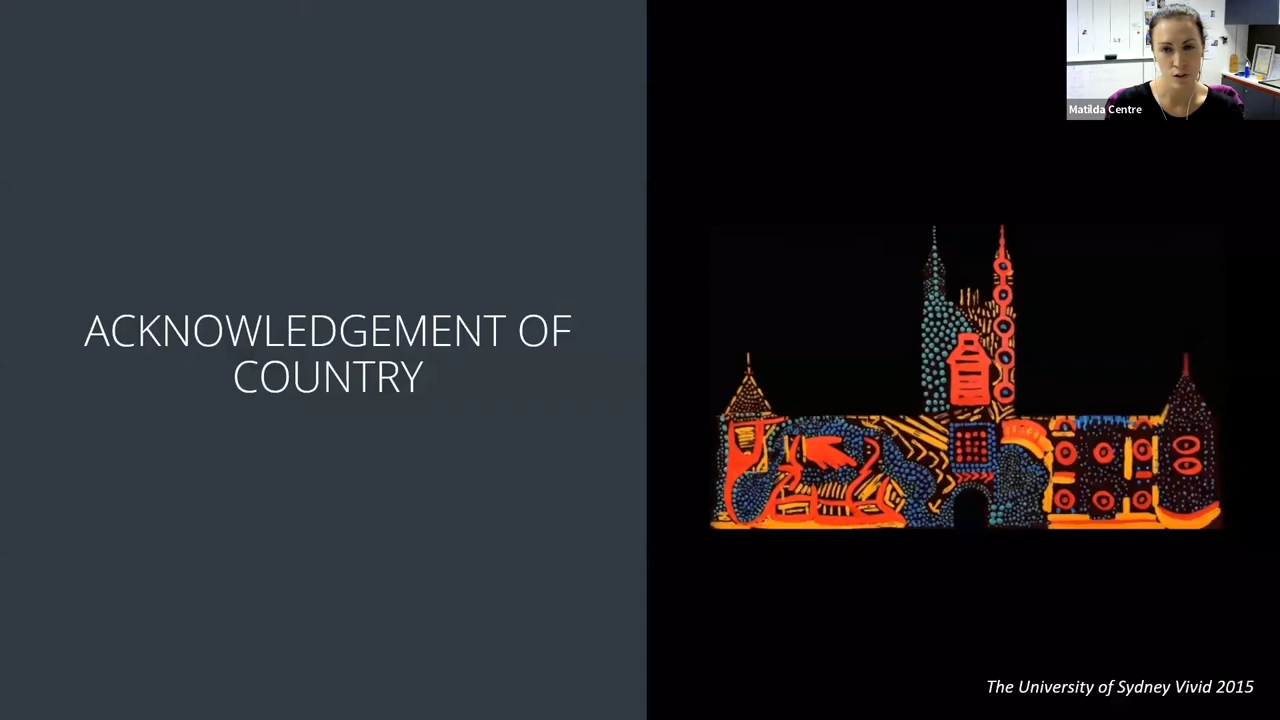 Matilda Centre
ACKNOWLEDGEMENT OF
COUNTRY
The University of Sydney Vivid 2015